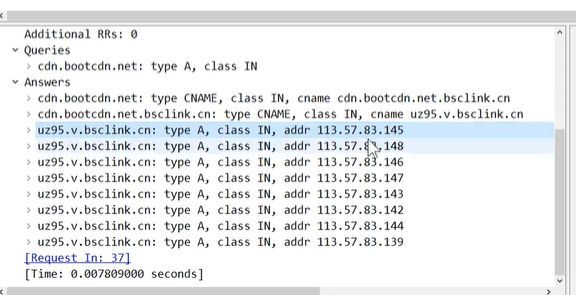 Additional RRs: 0
Queries
cdn.bootcdn.net: type A, class IN
Answers
cdn.bootcdn.net: type CNAME, class IN, cname cdn.bootcdn.net.bsclink.cn
cdn.bootcdn.net.bsclink.cn: type CNAME, class IN, cname uz95.v.bsclink.cn
uz95.v.bsclink.cn: type A, class IN, addr 113.57.83.145
uz95.v.bsclink.cn: type A, class IN, addr 113.57.83.148
uz95.v.bsclink.cn: type A, class IN, addr 113.57.83.146
uz95.v.bsclink.cn: type A, class IN, addr 113.57.83.147
uz95.v.bsclink.cn: type A, class IN, addr 113.57.83.143
uz95.v.bsclink.cn: type A, class IN, addr 113.57.83.142
uz95.v.bsclink.cn: type A, class IN, addr 113.57.83.144
uz95.v.bsclink.cn: type A, class IN, addr 113.57.83.139
[Request In: 37]
[Time: 0.007809000 seconds]